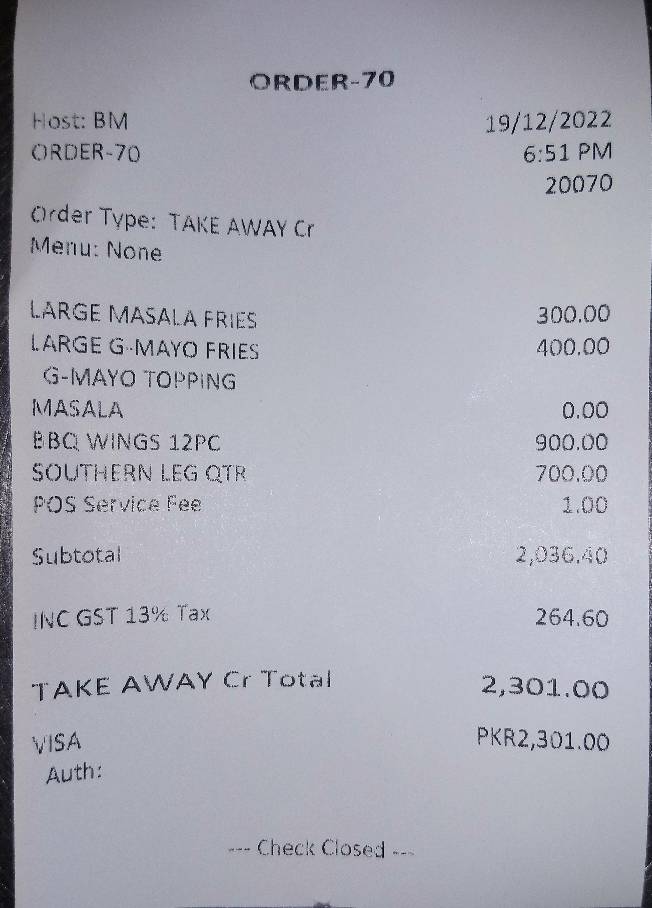 ORDER-70
Host: BM 19/12/2022
ORDER-70 6:51 PM
20070
Order Type: TAKE AWAY Cr
Menu: None
LARGE MASALA FRIES 300.00
LARGE G-MAYO FRIES 400.00
G-MAYO TOPPING
MASALA 0.00
BBQ WINGS 12PC 900.00
SOUTHERN LEG QTR 700.00
POS Service Fee 1.00
Subtotal 2,036.40
INC GST 13% Tax 264.60
TAKE AWAY Cr Total 2,301.00
VISA PKR2,301.00
Auth:
--- Check Closed ---